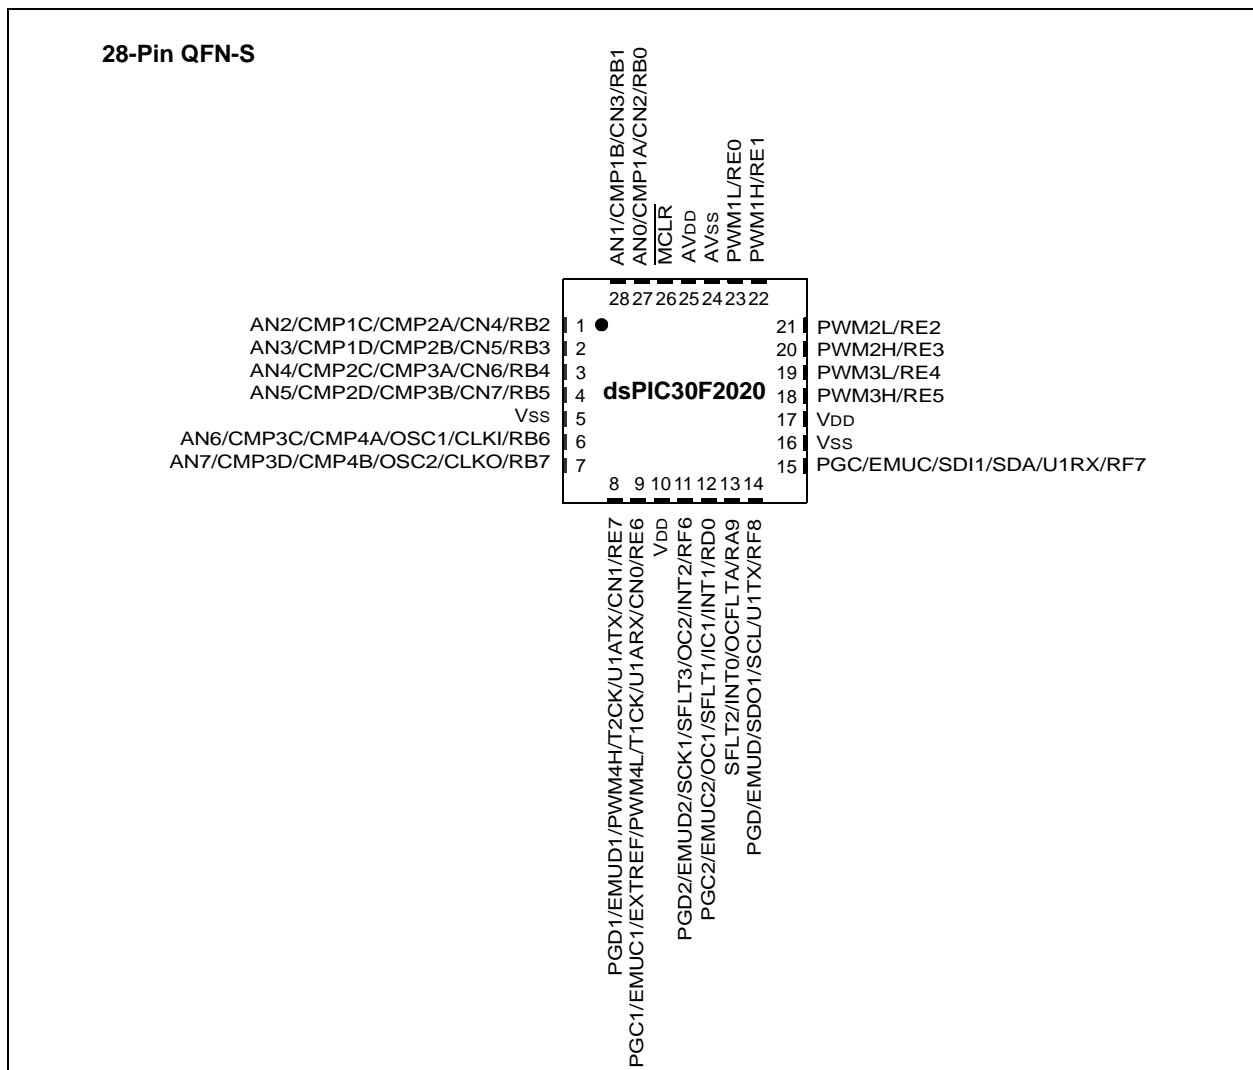 28-Pin QFN-S
AN1/CMP1B/CN3/RB1
AN0/CMP1A/CN2/RB0
MCLR
AVDD
AVSS
PWM1L/RE0
PWM1H/RE1
28 27 26 25 24 23 22
AN2/CMP1C/CMP2A/CN4/RB2 1
AN3/CMP1D/CMP2B/CN5/RB3 2
AN4/CMP2C/CMP3A/CN6/RB4 3
AN5/CMP2D/CMP3B/CN7/RB5 4
VSS 5
AN6/CMP3C/CMP4A/OSC1/CLKI/RB6 6
AN7/CMP3D/CMP4B/OSC2/CLKO/RB7 7
dsPIC30F2020
21 PWM2L/RE2
20 PWM2H/RE3
19 PWM3L/RE4
18 PWM3H/RE5
17 VDD
16 VSS
15 PGC/EMUC/SDI1/SDA/U1RX/RF7
8 9 10 11 12 13 14
PGD1/EMUD1/PWM4H/T2CK/U1ATX/CN1/RE7
PGC1/EMUC1/EXTREF/PWM4L/T1CK/U1ARX/CN0/RE6
VDD
PGD2/EMUD2/SCK1/SFLT3/OC2/INT2/RF6
PGC2/EMUC2/OC1/SFLT1/IC1/INT1/RD0
SFLT2/INT0/OCFLTA/RA9
PGD/EMUD/SDO1/SCL/U1TX/RF8